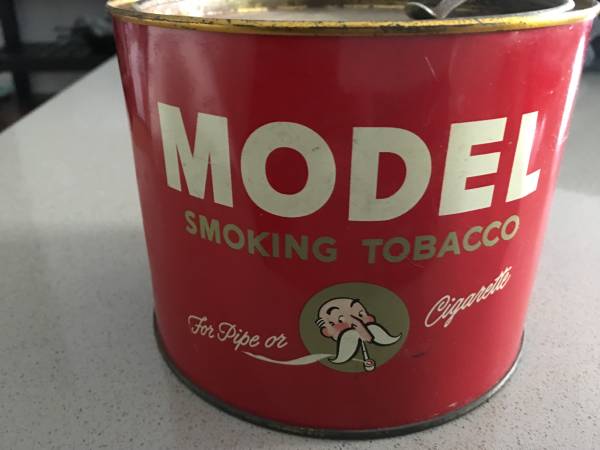 MODEL
SMOKING TOBACCO
For Pipe or Cigarette